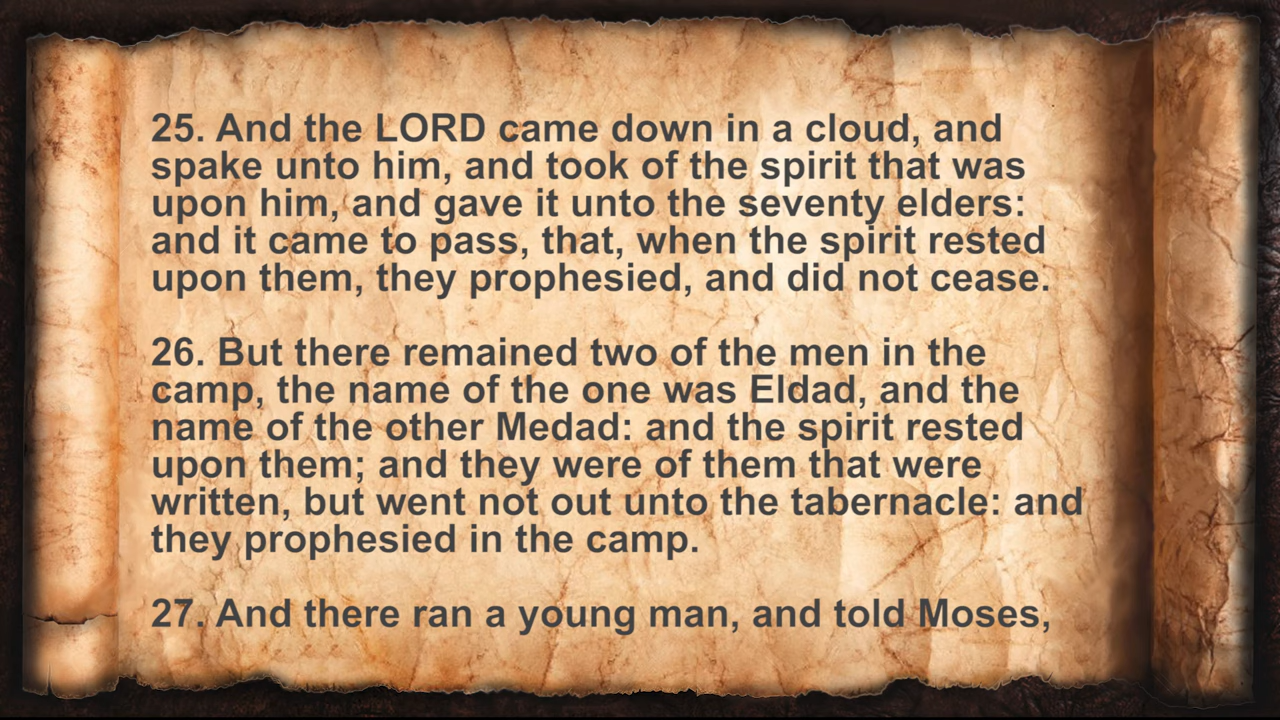 25. And the LORD came down in a cloud, and
spake unto him, and took of the spirit that was
upon him, and gave it unto the seventy elders:
and it came to pass, that, when the spirit rested
upon them, they prophesied, and did not cease.
26. But there remained two of the men in the
camp, the name of the one was Eldad, and the
name of the other Medad: and the spirit rested
upon them; and they were of them that were
written, but went not out unto the tabernacle: and
they prophesied in the camp.
27. And there ran a young man, and told Moses,